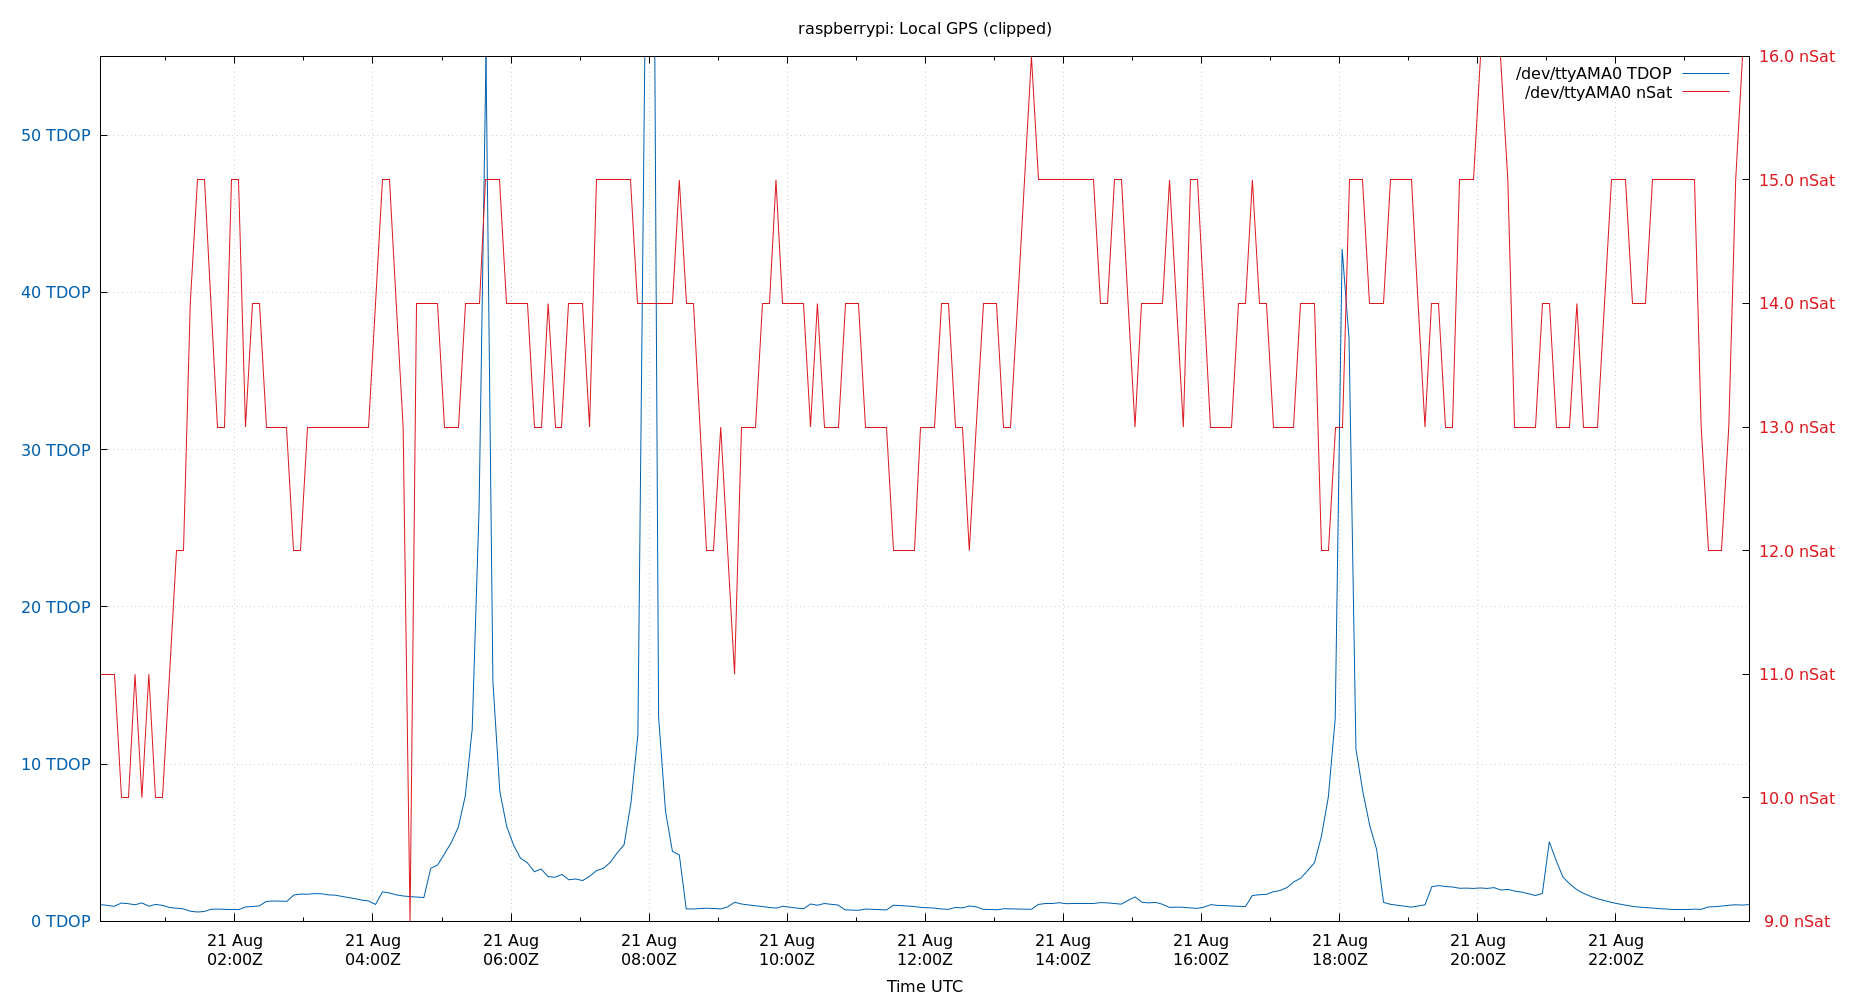 raspberrypi: Local GPS (clipped)
/dev/ttyAMA0 TDOP
/dev/ttyAMA0 nSat
50 TDOP
40 TDOP
30 TDOP
20 TDOP
10 TDOP
0 TDOP
16.0 nSat
15.0 nSat
14.0 nSat
13.0 nSat
12.0 nSat
11.0 nSat
10.0 nSat
9.0 nSat
21 Aug
02:00Z
21 Aug
04:00Z
21 Aug
06:00Z
21 Aug
08:00Z
21 Aug
10:00Z
21 Aug
12:00Z
21 Aug
14:00Z
21 Aug
16:00Z
21 Aug
18:00Z
21 Aug
20:00Z
21 Aug
22:00Z
Time UTC